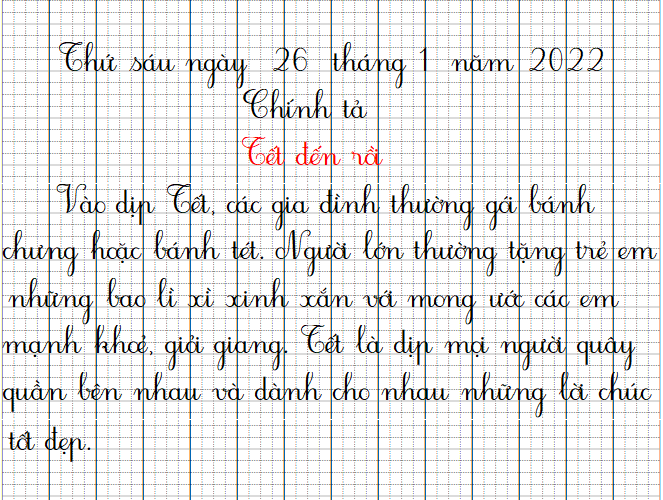 Thứ sáu ngày 26 tháng 1 năm 2022
Chính tả
Tết đến rồi
Vào dịp Tết, các gia đình thường gói bánh
chưng hoặc bánh tét. Người lớn thường tặng trẻ em
những bao lì xì xinh xắn với mong ước các em
mạnh khoẻ, giỏi giang. Tết là dịp mọi người quây
quần bên nhau và dành cho nhau những lời chúc
tốt đẹp.